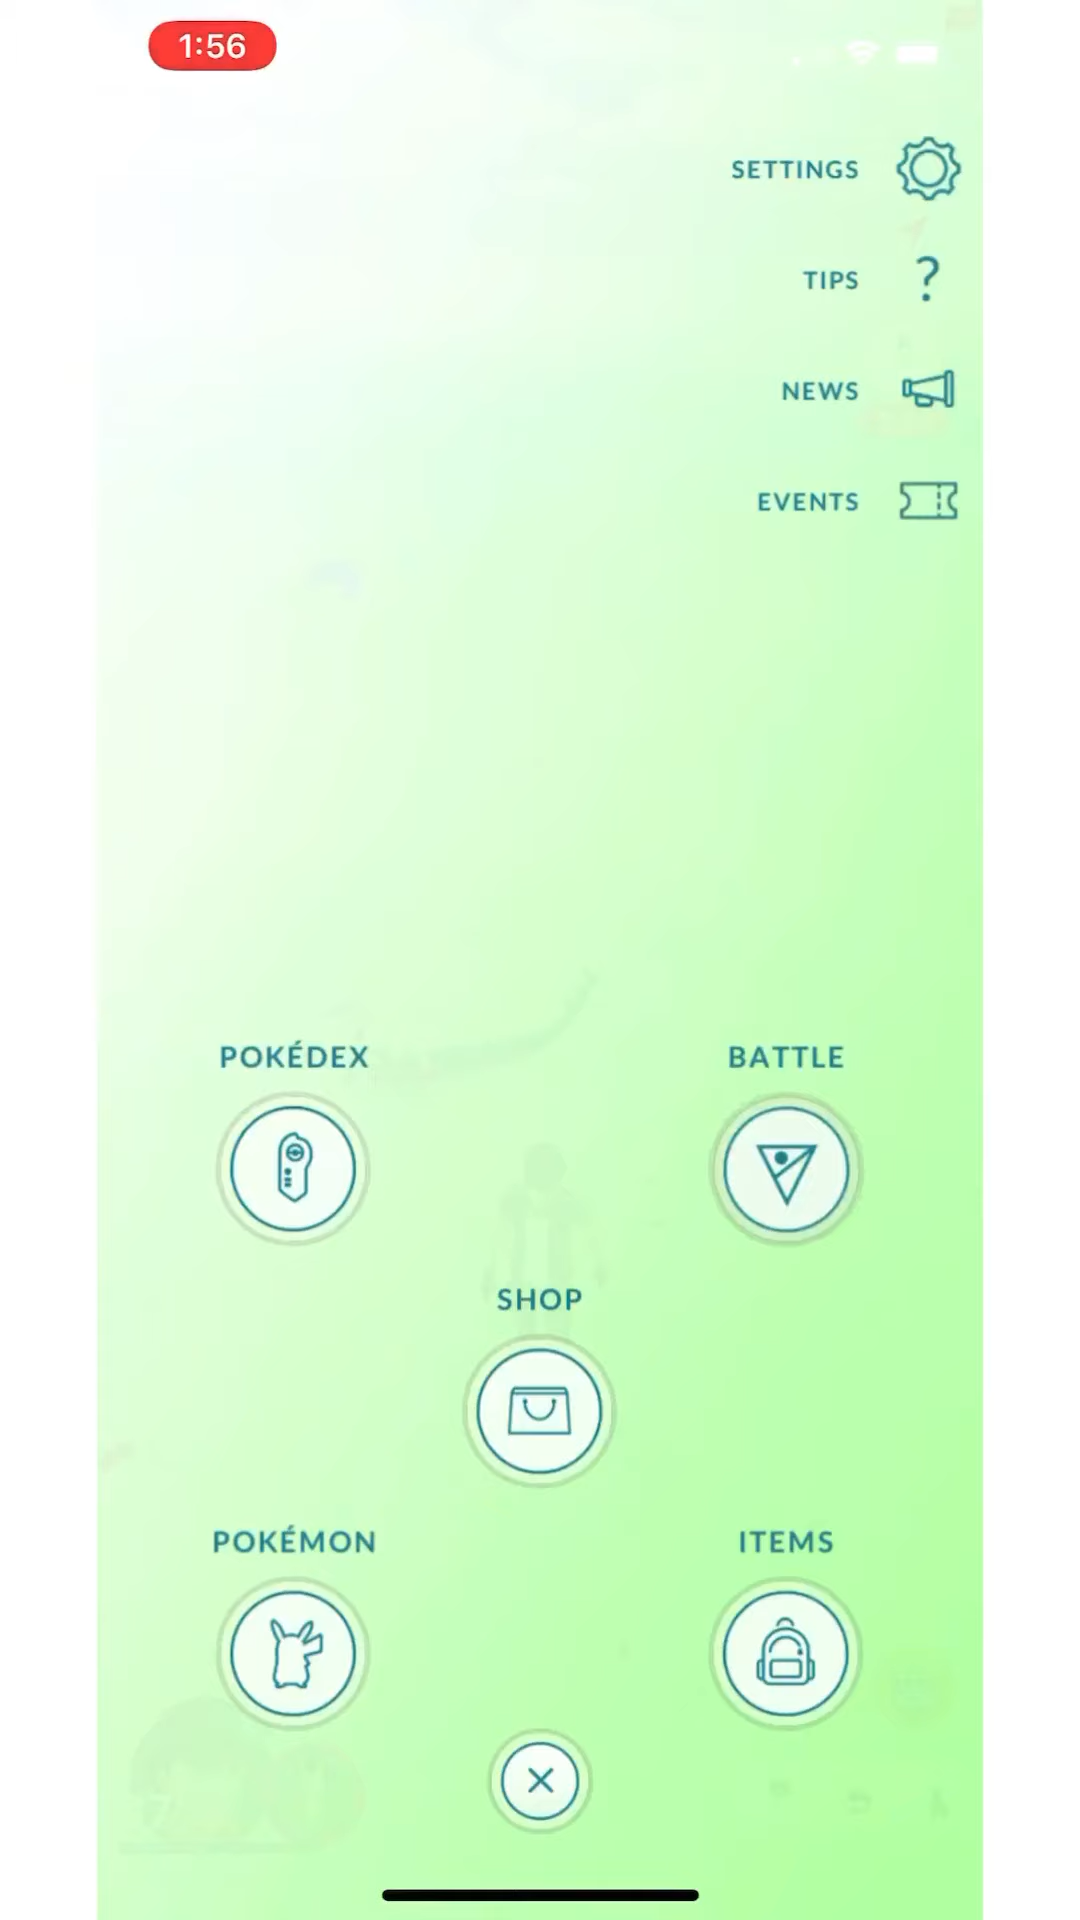 1:56
SETTINGS
TIPS
?
NEWS
EVENTS
POKÉDEX
BATTLE
SHOP
POKÉMON
ITEMS